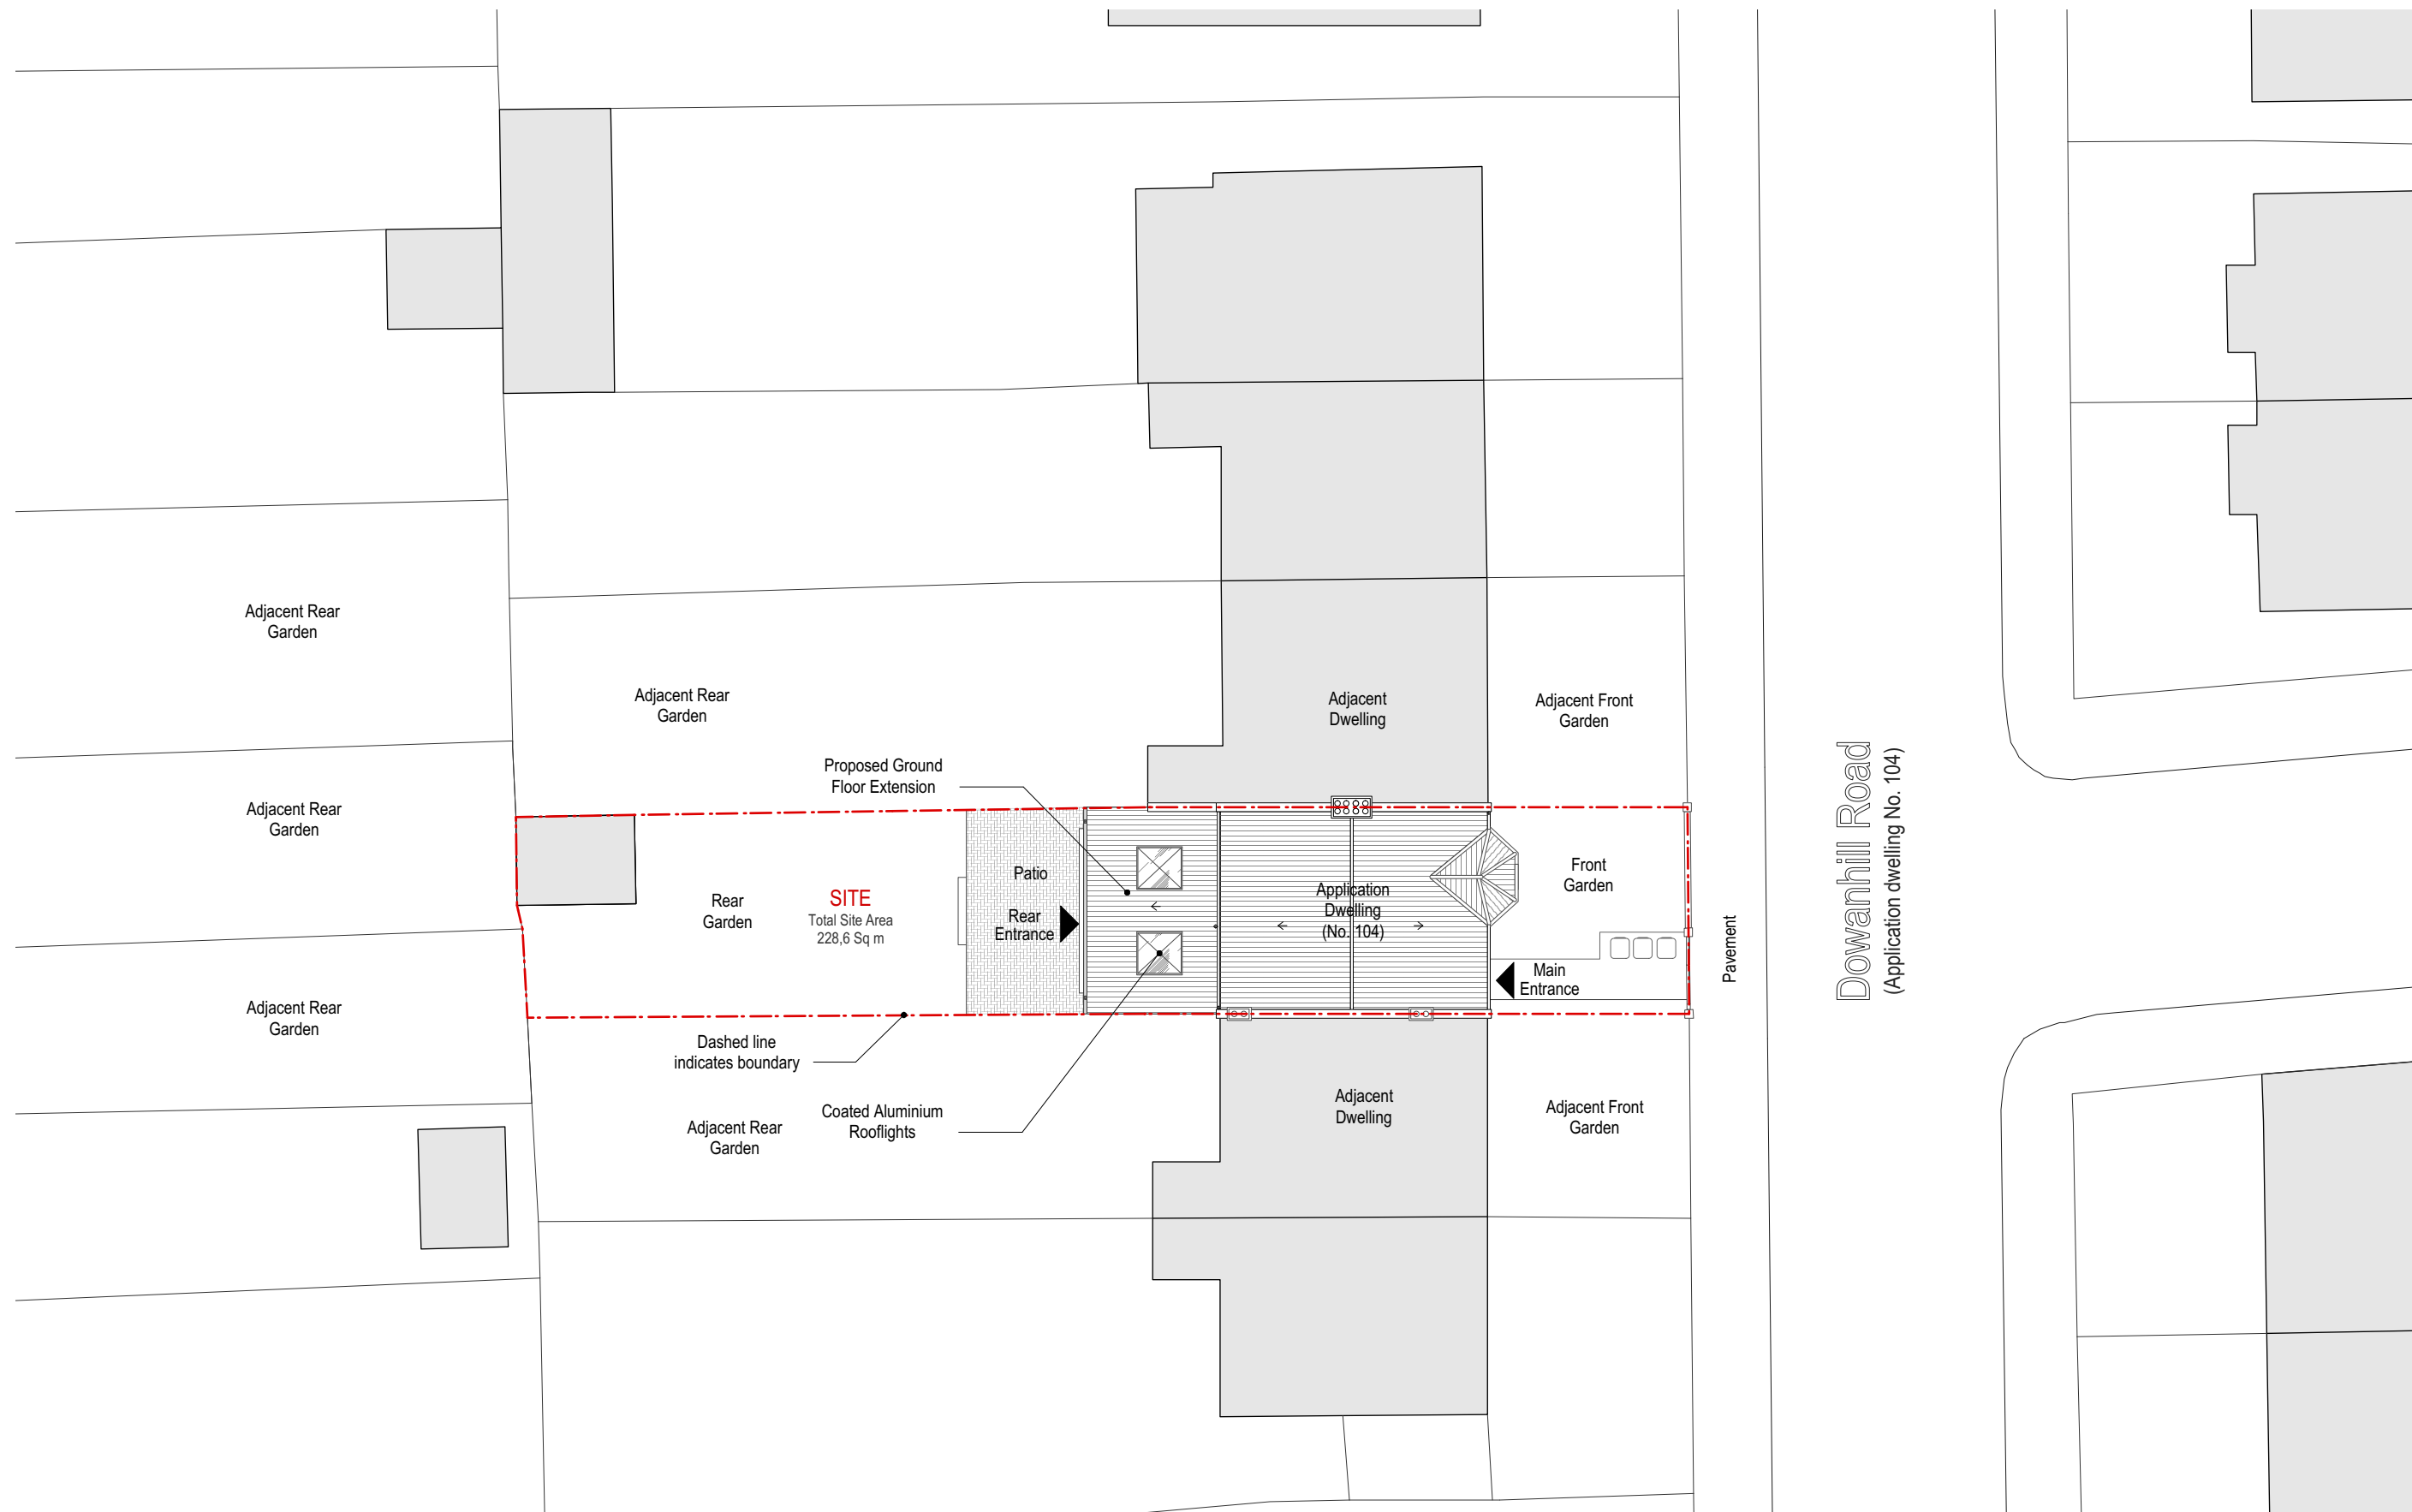 Adjacent Rear
Garden
Adjacent Rear
Garden
Adjacent
Dwelling
Adjacent Front
Garden
Proposed Ground
Floor Extension
Adjacent Rear
Garden
Patio
Rear
Entrance
Rear
Garden
SITE
Total Site Area
228,6 Sq m
Application
Dwelling
(No. 104)
Front
Garden
Main
Entrance
Pavement
Dowanhill Road
(Application dwelling No. 104)
Adjacent Rear
Garden
Dashed line
indicates boundary
Coated Aluminium
Rooflights
Adjacent Rear
Garden
Adjacent
Dwelling
Adjacent Front
Garden